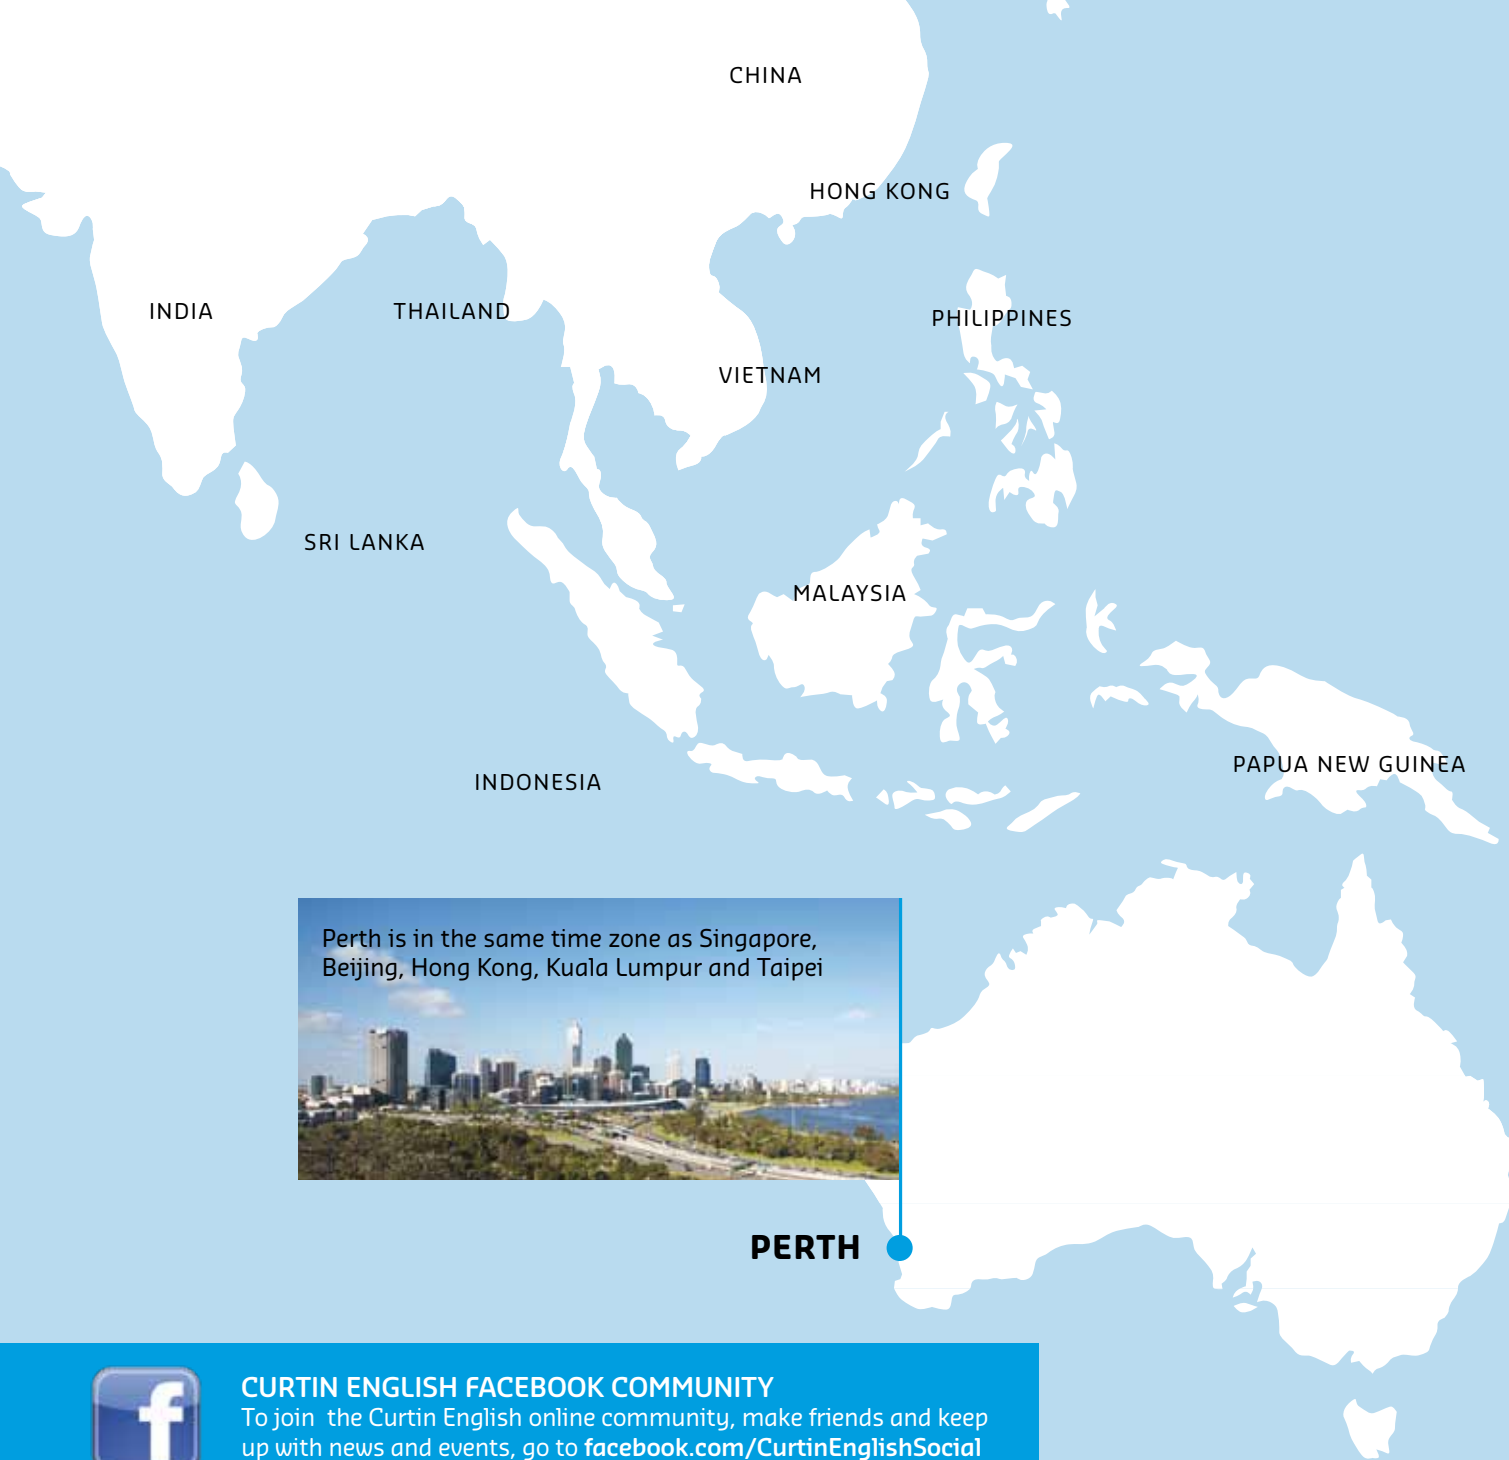 CHINA
HONG KONG
INDIA
THAILAND
PHILIPPINES
VIETNAM
SRI LANKA
MALAYSIA
PAPUA NEW GUINEA
INDONESIA
Perth is in the same time zone as Singapore,
Beijing, Hong Kong, Kuala Lumpur and Taipei
PERTH
f
CURTIN ENGLISH FACEBOOK COMMUNITY
To join the Curtin English online community, make friends and keep
up with news and events, go to facebook.com/CurtinEnglishSocial